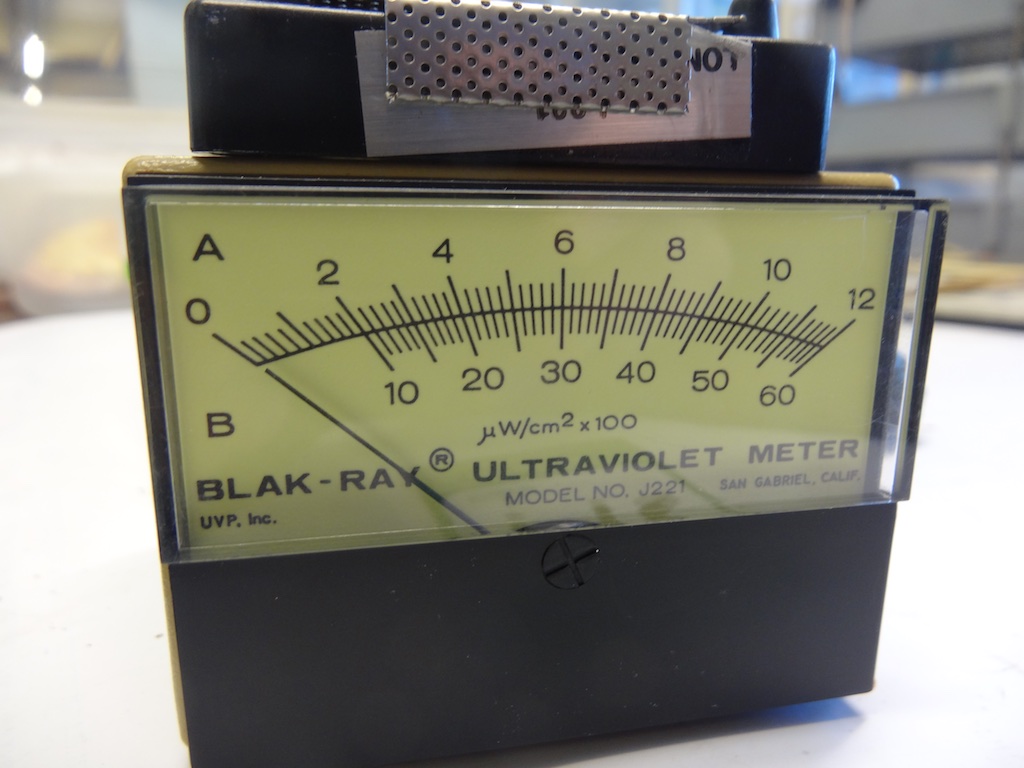 NOT
A
0 2 4 6 8 10 12
10 20 30 40 50 60
B
µW/cm² x 100
BLAK-RAY® ULTRAVIOLET METER
MODEL NO. J221 SAN GABRIEL, CALIF.
UVP, Inc.